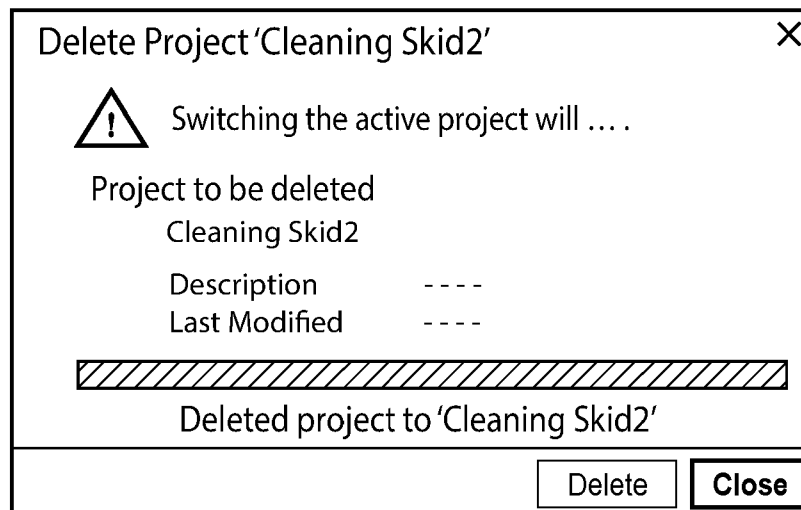 Delete Project 'Cleaning Skid2'
Switching the active project will ... .
Project to be deleted
Cleaning Skid2
Description - - - -
Last Modified - - - -
Deleted project to 'Cleaning Skid2'
Delete Close